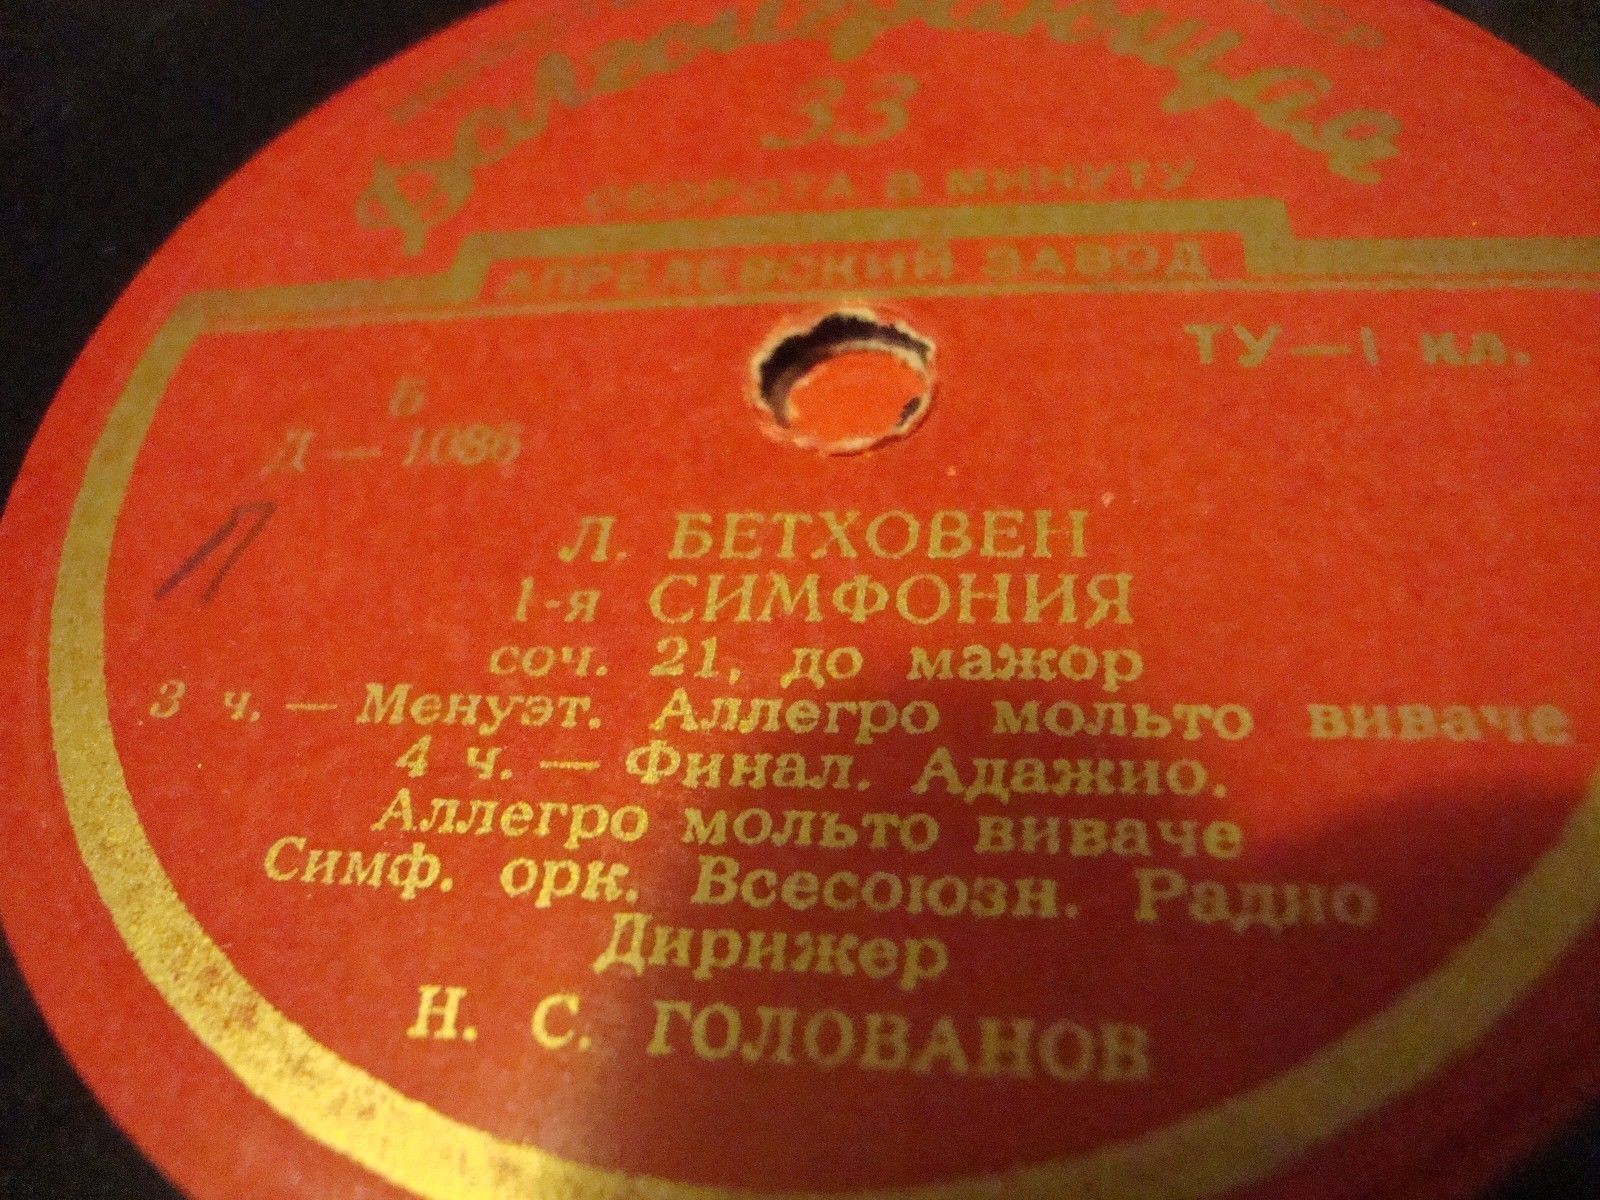 Долгоиграющая
33
ОБОРОТА В МИНУТУ
АПРЕЛЕВСКИЙ ЗАВОД
ТУ—1 кл.
Б
Д—1086
Л
Л. БЕТХОВЕН
1-я СИМФОНИЯ
соч. 21, до мажор
3 ч. — Менуэт. Аллегро мольто виваче
4 ч. — Финал. Адажио.
Аллегро мольто виваче
Симф. орк. Всесоюзн. Радио
Дирижер
Н. С. ГОЛОВАНОВ